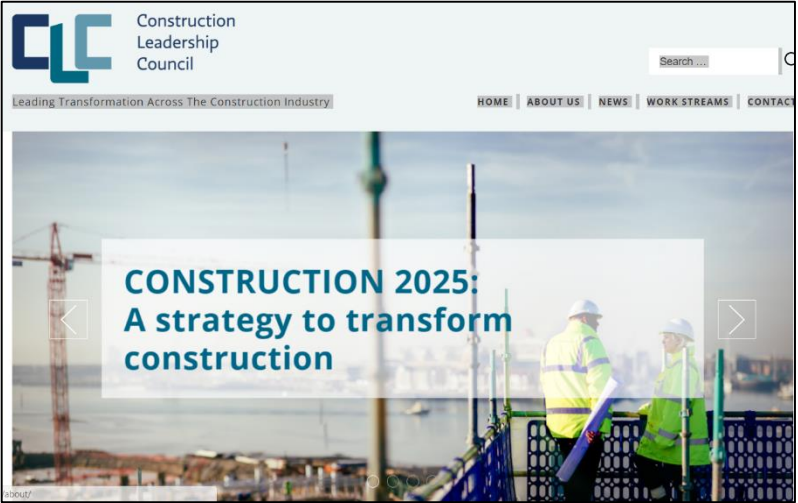 CLC
Construction
Leadership
Council
Search ...
Leading Transformation Across The Construction Industry
HOME ABOUT US NEWS WORK STREAMS CONTACT
CONSTRUCTION 2025:
A strategy to transform
construction
/about/